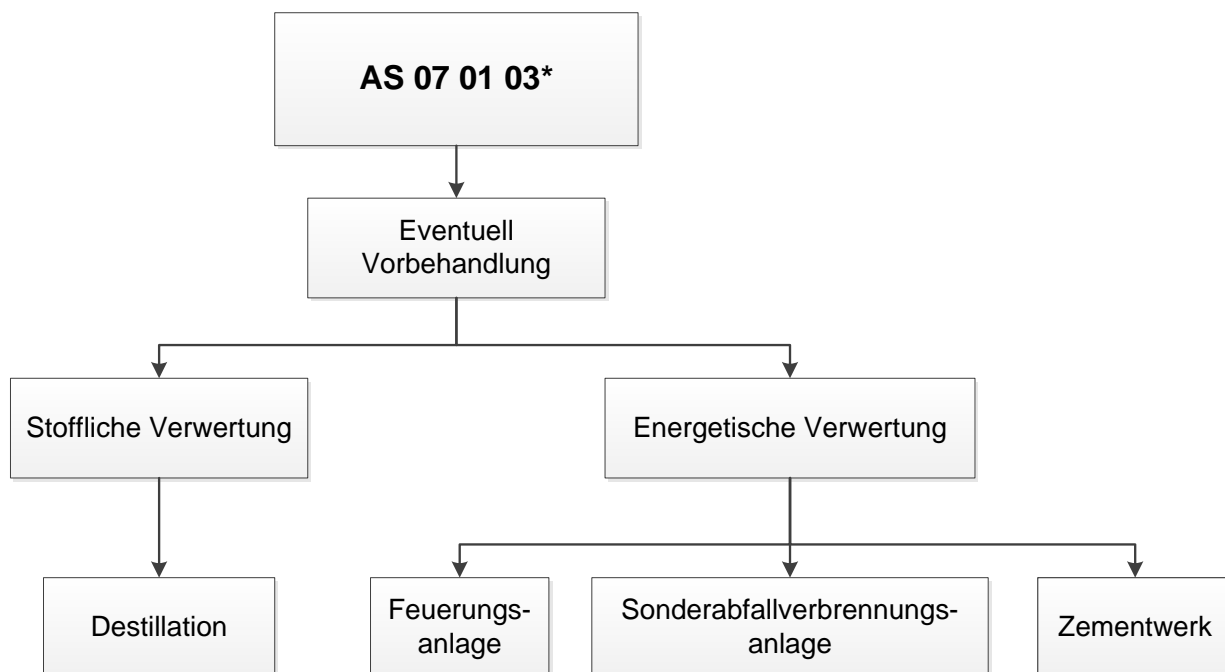 AS 07 01 03*
Eventuell
Vorbehandlung
Stoffliche Verwertung
Energetische Verwertung
Destillation
Feuerungs-
anlage
Sonderabfallverbrennungs-
anlage
Zementwerk